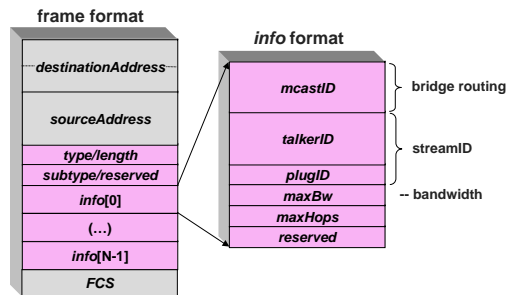 frame format
destinationAddress
sourceAddress
type/length
subtype/reserved
info[0]
(...)
info[N-1]
FCS
info format
mcastID
talkerID
plugID
maxBw
maxHops
reserved
bridge routing
streamID
-- bandwidth